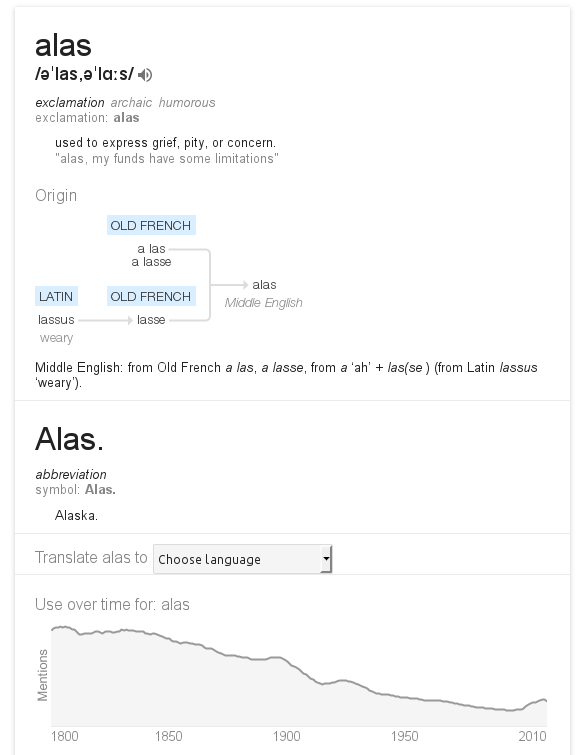 alas
/əˈlas,əˈlɑːs/
exclamation archaic humorous
exclamation: alas
used to express grief, pity, or concern.
"alas, my funds have some limitations"
Origin
OLD FRENCH
a las
a lasse
alas
Middle English
LATIN
OLD FRENCH
lassus
lasse
weary
Middle English: from Old French a las, a lasse, from a ‘ah’ + las(se ) (from Latin lassus
‘weary’).
Alas.
abbreviation
symbol: Alas.
Alaska.
Translate alas to Choose language
Use over time for: alas
Mentions
1800 1850 1900 1950 2010